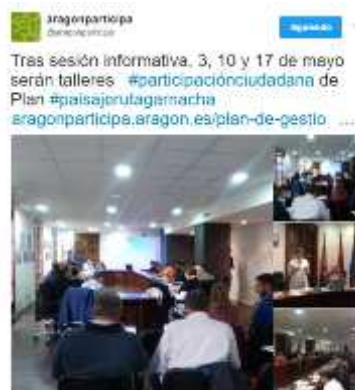 aragonparticipa
@aragonparticipa
Siguiendo
Tras sesión informativa, 3, 10 y 17 de mayo
serán talleres #participaciónciudadana de
Plan #paisajerutagarnacha
aragonparticipa.aragon.es/plan-de-gestio ...